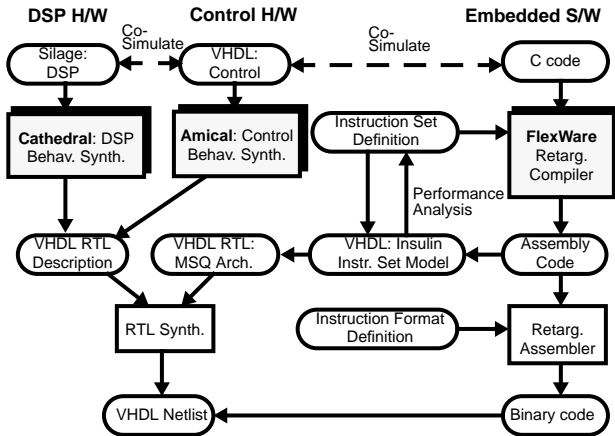 DSP H/W
Control H/W
Embedded S/W
Co-
Simulate
Co-
Simulate
Silage:
DSP
VHDL:
Control
C code
Cathedral: DSP
Behav. Synth.
Amical: Control
Behav. Synth.
Instruction Set
Definition
FlexWare
Retarg.
Compiler
Performance
Analysis
VHDL RTL
Description
VHDL RTL:
MSQ Arch.
VHDL: Insulin
Instr. Set Model
Assembly
Code
RTL Synth.
Instruction Format
Definition
Retarg.
Assembler
VHDL Netlist
Binary code